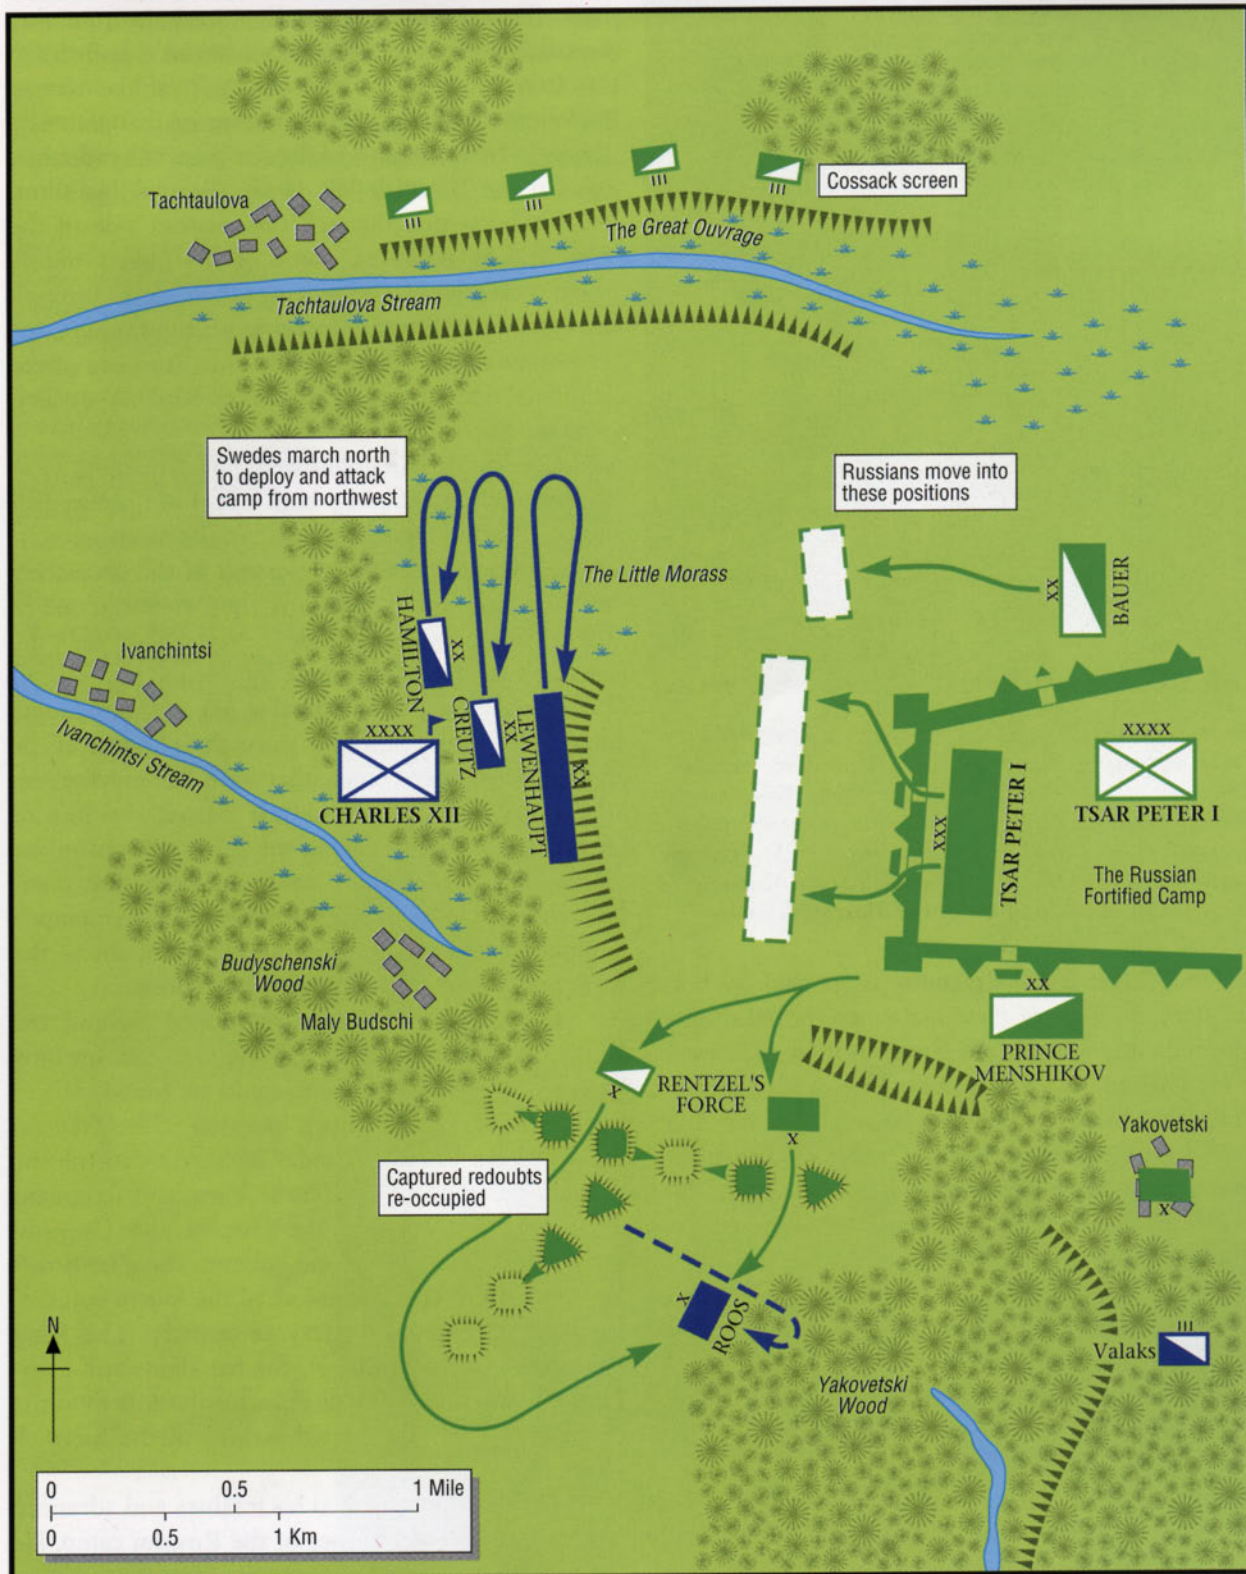 Cossack screen
Tachtaulova
The Great Ouvrage
Tachtaulova Stream
Swedes march north
to deploy and attack
camp from northwest
Russians move into
these positions
The Little Morass
XX
BAUER
HAMILTON
XX
Ivanchintsi
Ivanchintsi Stream
CREUTZ
XX
LEWENHAUPT
XX
XXXX
CHARLES XII
XXX
TSAR PETER I
XXXX
TSAR PETER I
The Russian
Fortified Camp
Budyschenski
Wood
Maly Budschi
XX
PRINCE
MENSHIKOV
X
RENTZEL'S
FORCE
X
Yakovetski
X
Captured redoubts
re-occupied
X
ROOS
Valaks
III
Yakovetski
Wood
N
0 0.5 1 Mile
0 0.5 1 Km
III
III
III
III